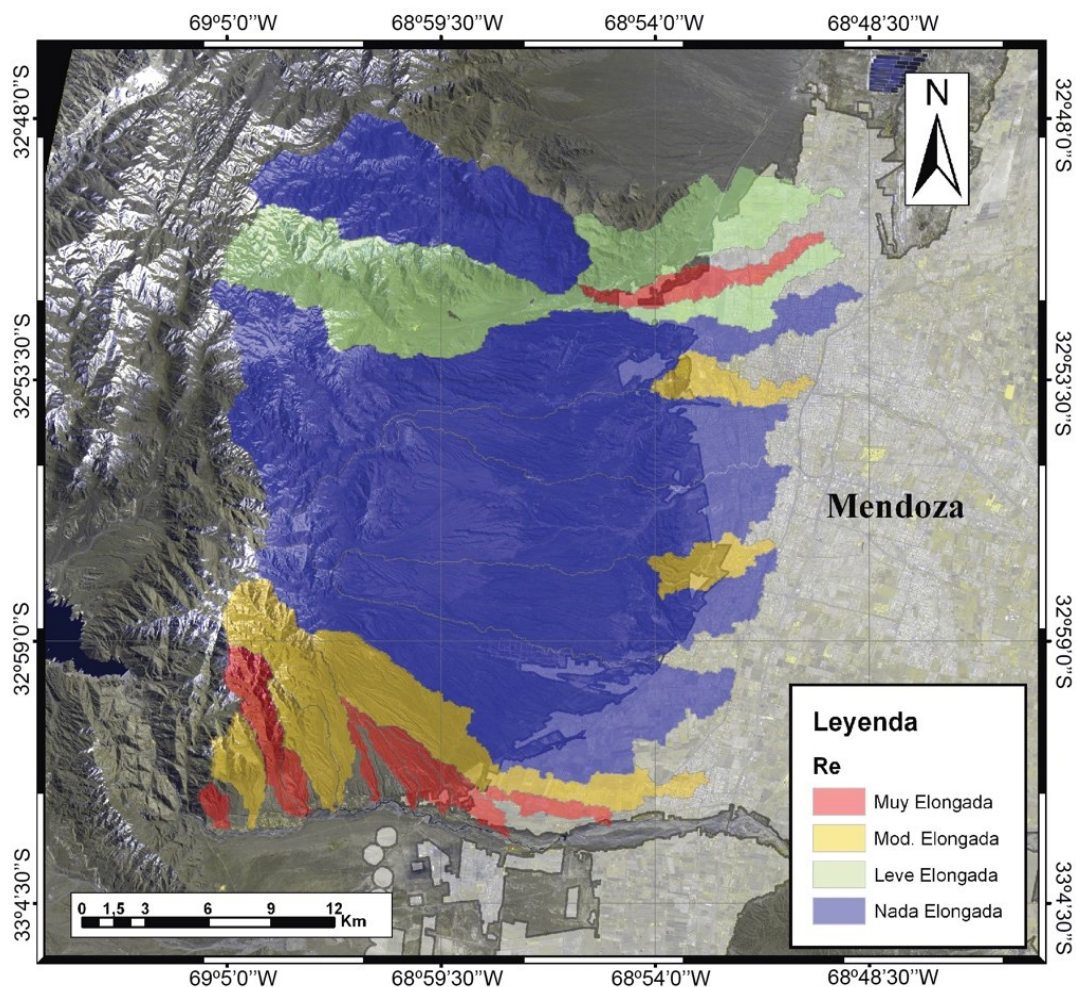 69º5’0’’W 68º59’30’’W 68º54’0’’W 68º48’30’’W
32º48’0’’S
32º48’0’’S
N
32º53’30’’S
32º53’30’’S
Mendoza
32º59’0’’S
32º59’0’’S
Leyenda
Re
Muy Elongada
Mod. Elongada
Leve Elongada
Nada Elongada
33º4’30’’S
33º4’30’’S
0 1,5 3 6 9 12
Km
69º5’0’’W 68º59’30’’W 68º54’0’’W 68º48’30’’W